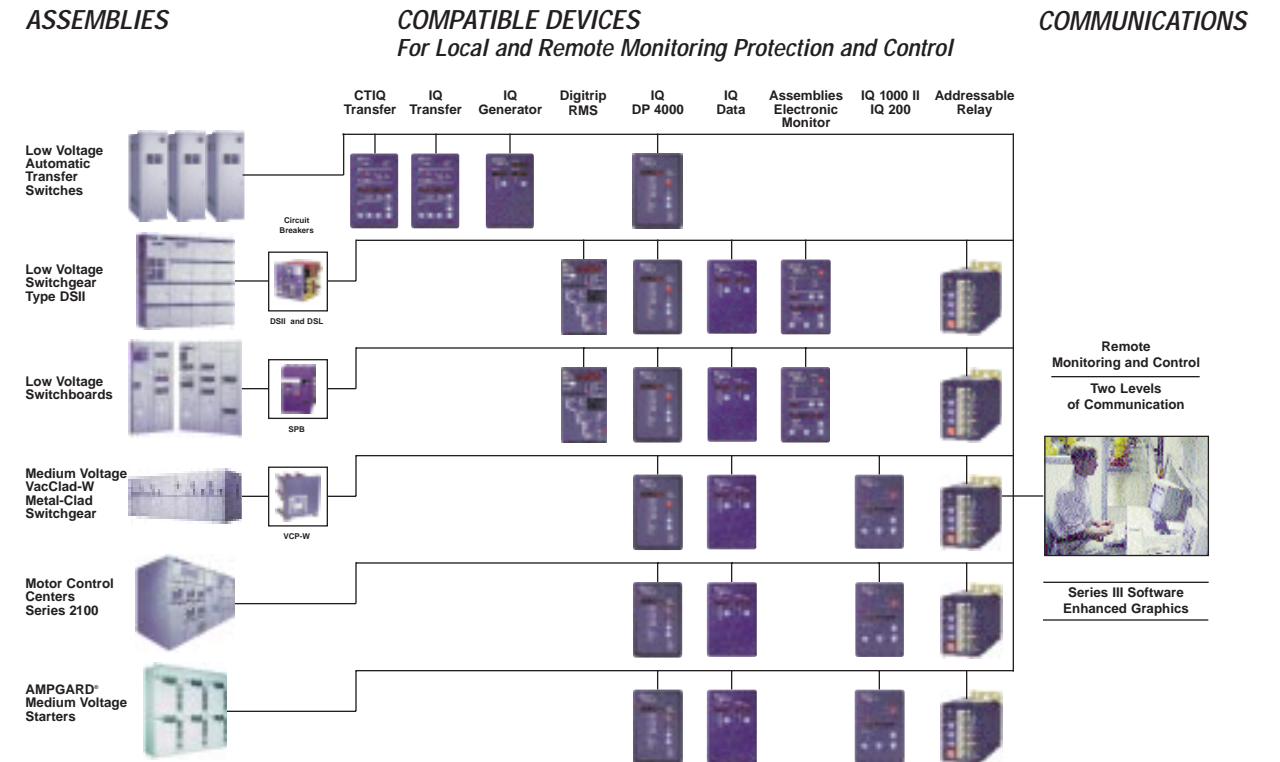 ASSEMBLIES
COMPATIBLE DEVICES
For Local and Remote Monitoring Protection and Control
COMMUNICATIONS
CTIQ
Transfer
IQ
Transfer
IQ
Generator
Digitrip
RMS
IQ
DP 4000
IQ
Data
Assemblies
Electronic
Monitor
IQ 1000 II
IQ 200
Addressable
Relay
Low Voltage
Automatic
Transfer
Switches
Circuit
Breakers
Low Voltage
Switchgear
Type DSII
DSII and DSL
Low Voltage
Switchboards
SPB
Medium Voltage
VacClad-W
Metal-Clad
Switchgear
VCP-W
Motor Control
Centers
Series 2100
AMPGARD®
Medium Voltage
Starters
Remote
Monitoring and Control
Two Levels
of Communication
Series III Software
Enhanced Graphics